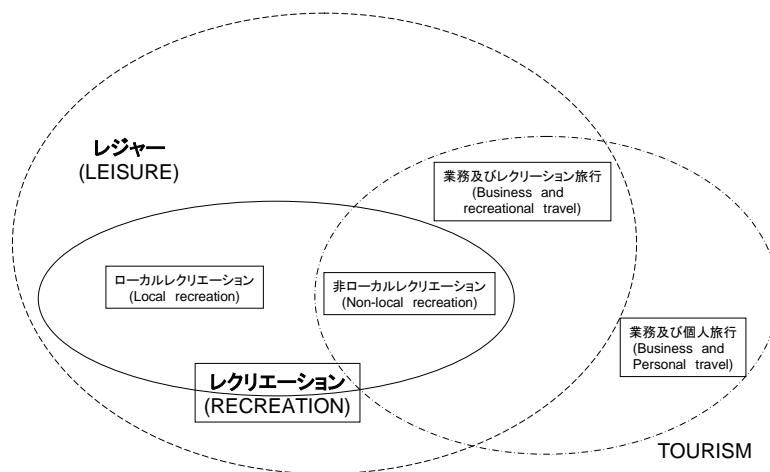 レジャー
(LEISURE)
業務及びレクリーション旅行
(Business and
recreational travel)
ローカルレクリエーション
(Local recreation)
非ローカルレクリエーション
(Non-local recreation)
業務及び個人旅行
(Business and
Personal travel)
レクリエーション
(RECREATION)
TOURISM